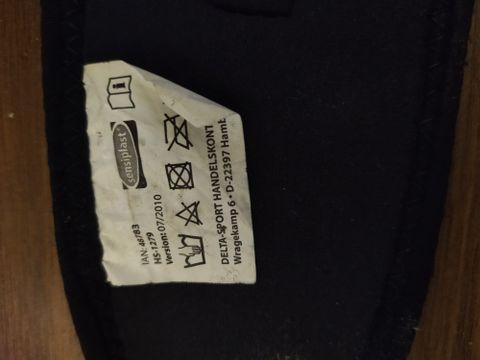 sensiplast
IAN: 46783
HS-1279
Version: 07/2010
DELTA-SPORT HANDELSKONT
Wragekamp 6 • D-22397 Hamb